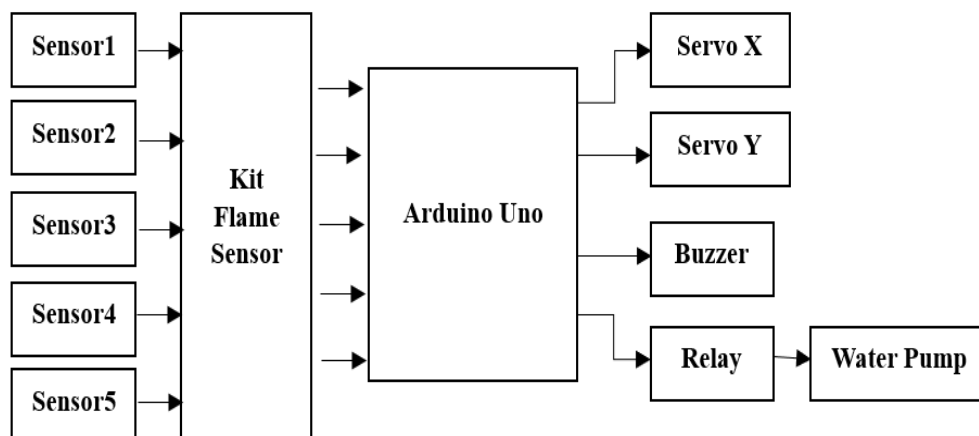 Sensor1
Sensor2
Sensor3
Sensor4
Sensor5
Kit
Flame
Sensor
Arduino Uno
Servo X
Servo Y
Buzzer
Relay
Water Pump